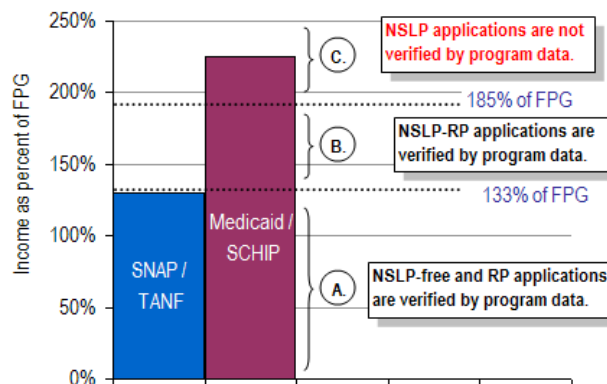 250%
200%
150%
100%
50%
0%
Income as percent of FPG
SNAP /
TANF
Medicaid /
SCHIP
C.
NSLP applications are not
verified by program data.
185% of FPG
B.
NSLP-RP applications are
verified by program data.
133% of FPG
A.
NSLP-free and RP applications
are verified by program data.